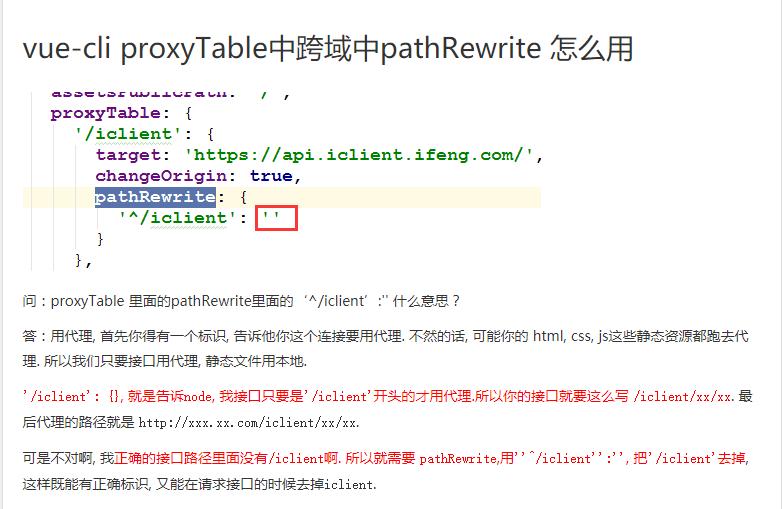 vue-cli proxyTable中跨域中pathRewrite 怎么用
assetsPublicPath: '/',
proxyTable: {
'/iclient': {
target: 'https://api.iclient.ifeng.com/',
changeOrigin: true,
pathRewrite: {
'^/iclient': ''
}
},
问：proxyTable 里面的pathRewrite里面的‘^/iclient’:'' 什么意思？
答：用代理, 首先你得有一个标识, 告诉他你这个连接要用代理. 不然的话, 可能你的 html, css, js这些静态资源都跑去代
理. 所以我们只要接口用代理, 静态文件用本地.
'/iclient': {}, 就是告诉node, 我接口只要是'/iclient'开头的才用代理.所以你的接口就要这么写 /iclient/xx/xx. 最
后代理的路径就是 http://xxx.xx.com/iclient/xx/xx.
可是不对啊, 我正确的接口路径里面没有/iclient啊. 所以就需要 pathRewrite,用''^/iclient'':'', 把'/iclient'去掉,
这样既能有正确标识, 又能在请求接口的时候去掉iclient.